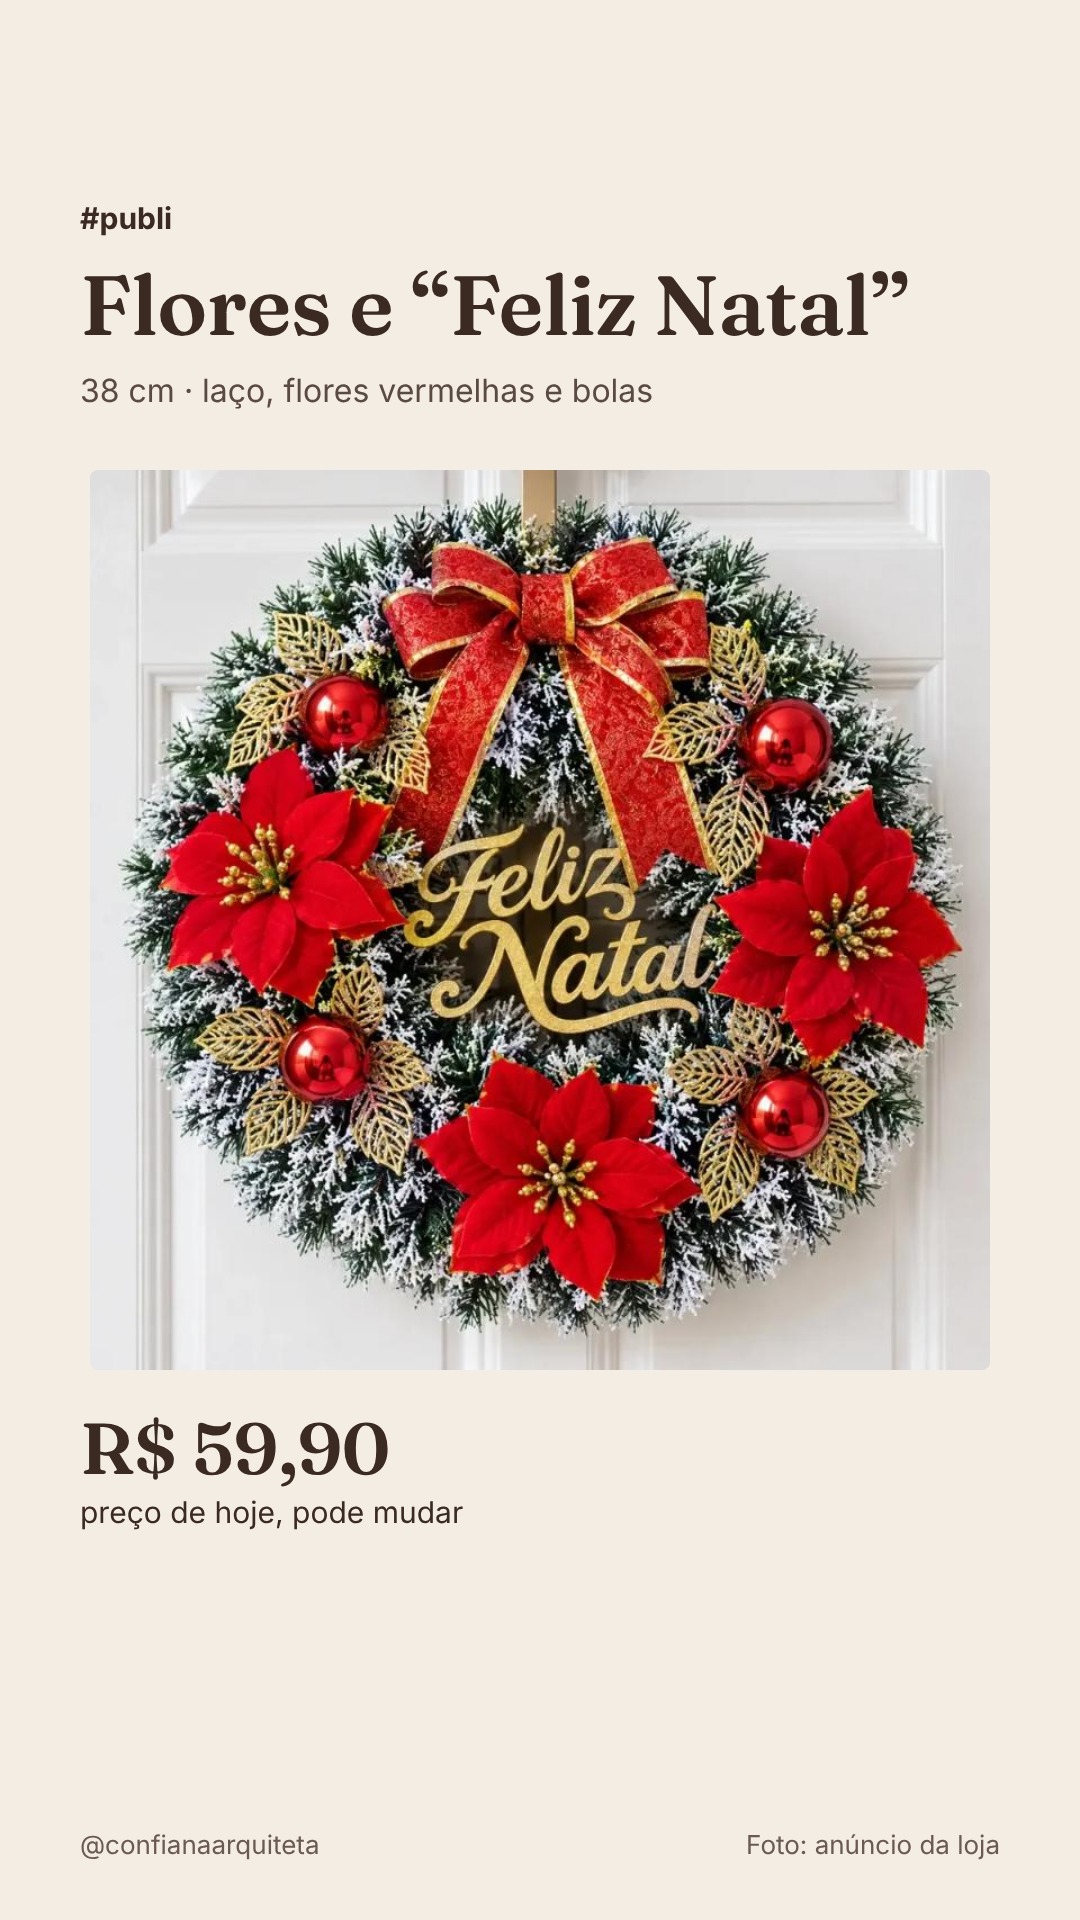 #publi
Flores e “Feliz Natal”
38 cm · laço, flores vermelhas e bolas
Feliz
Natal
R$ 59,90
preço de hoje, pode mudar
@confianaarquiteta
Foto: anúncio da loja